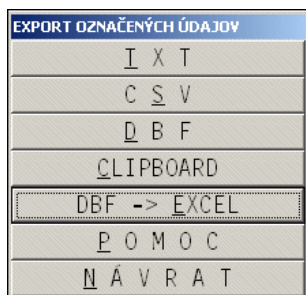 EXPORT OZNAČENÝCH ÚDAJOV
T X T
C S V
D B F
CLIPBOARD
DBF -> EXCEL
P O M O C
N Á V R A T